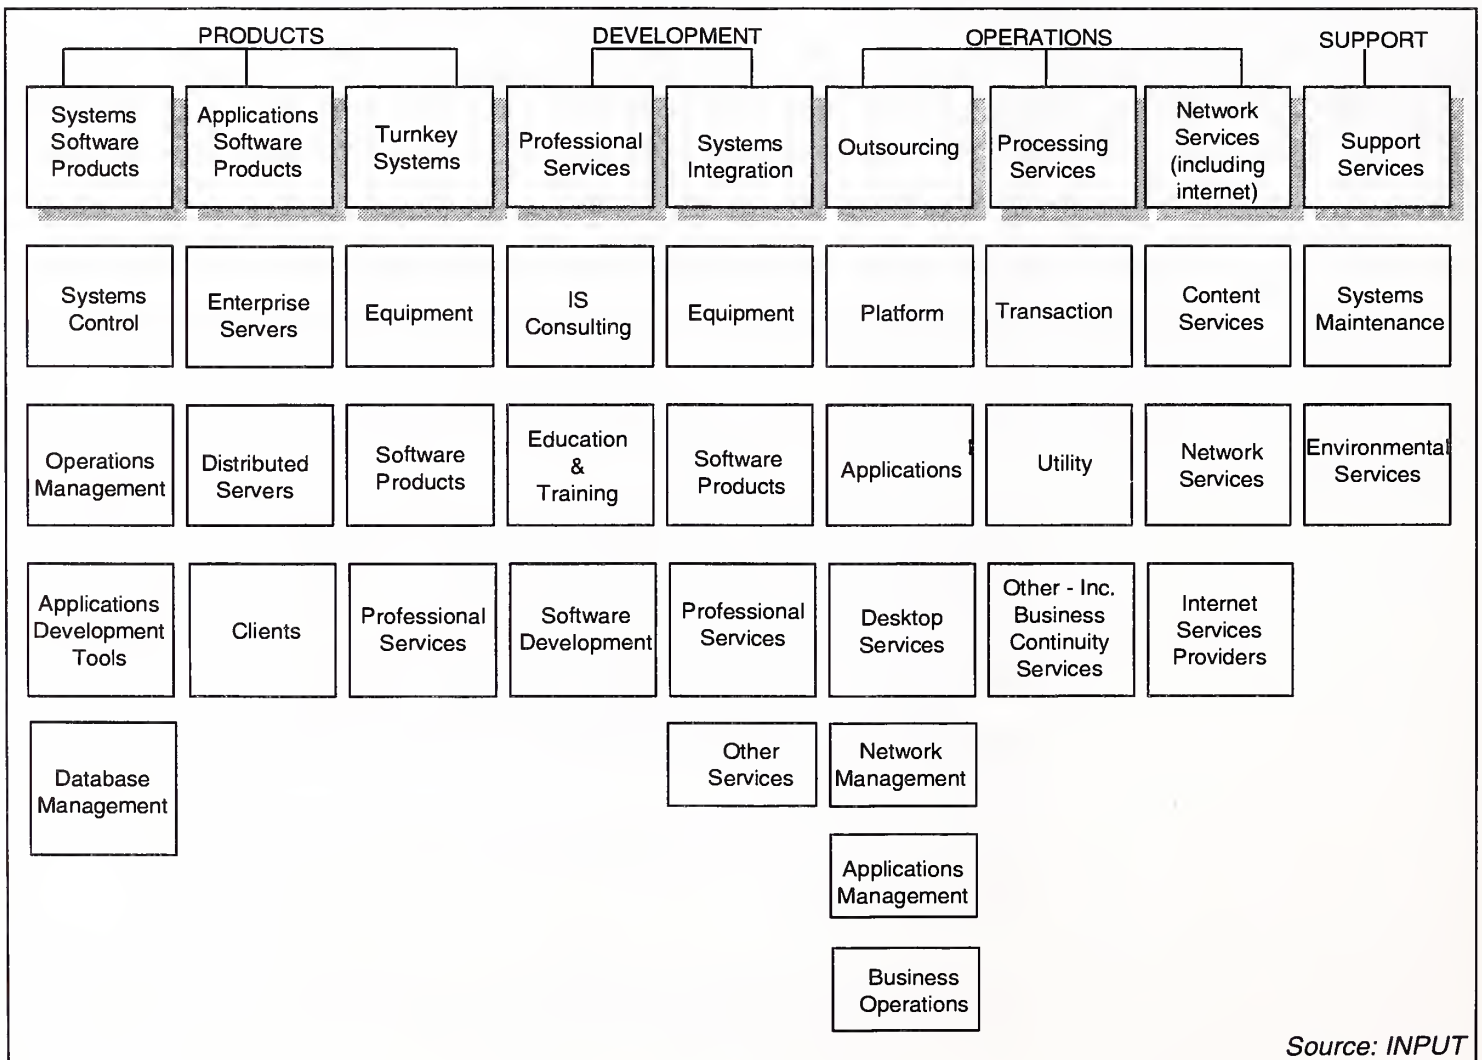 PRODUCTS
DEVELOPMENT
OPERATIONS
SUPPORT
Systems
Software
Products
Applications
Software
Products
Turnkey
Systems
Professional
Services
Systems
Integration
Outsourcing
Processing
Services
Network
Services
(including
internet)
Support
Services
Systems
Control
Enterprise
Servers
Equipment
IS
Consulting
Equipment
Platform
Transaction
Content
Services
Systems
Maintenance
Operations
Management
Distributed
Servers
Software
Products
Education
&
Training
Software
Products
Applications
Utility
Network
Services
Environmental
Services
Applications
Development
Tools
Clients
Professional
Services
Software
Development
Professional
Services
Desktop
Services
Other - Inc.
Business
Continuity
Services
Internet
Services
Providers
Database
Management
Other
Services
Network
Management
Applications
Management
Business
Operations
Source: INPUT